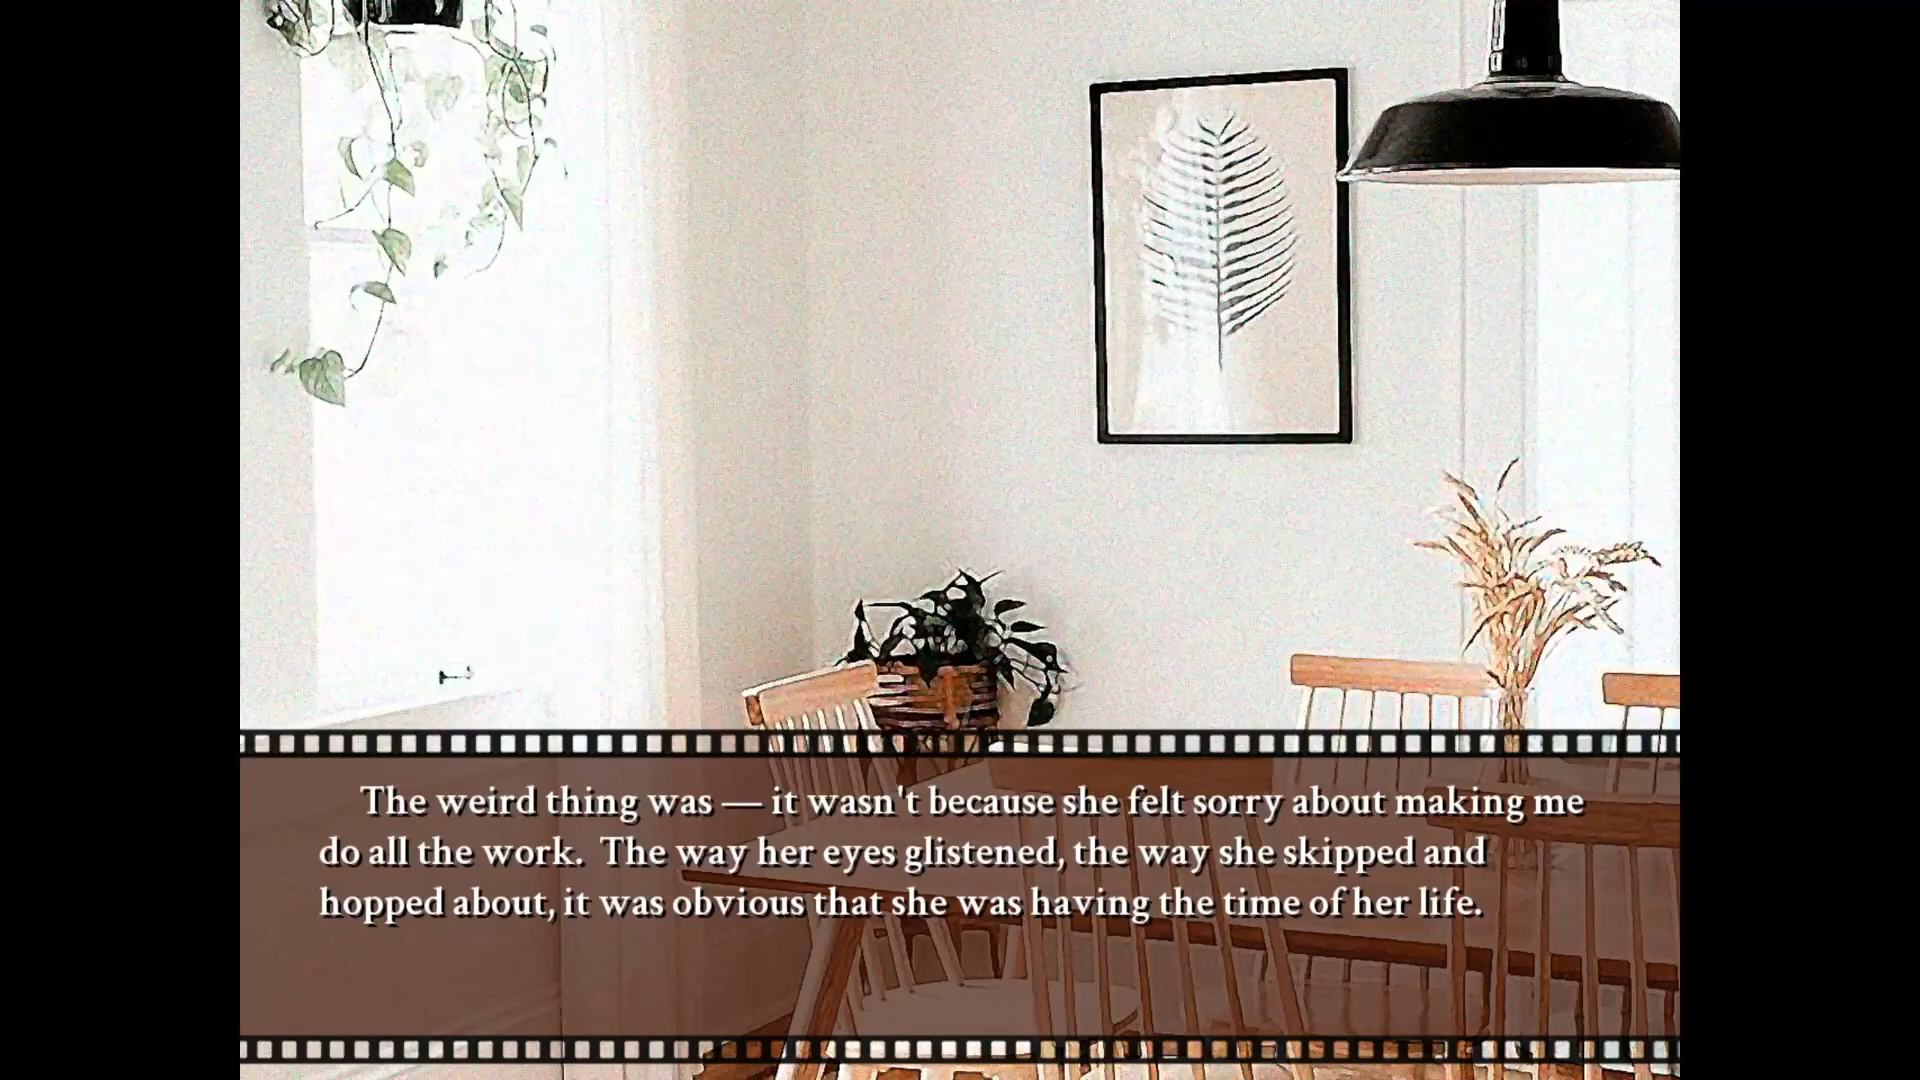 The weird thing was — it wasn't because she felt sorry about making me
do all the work.  The way her eyes glistened, the way she skipped and
hopped about, it was obvious that she was having the time of her life.